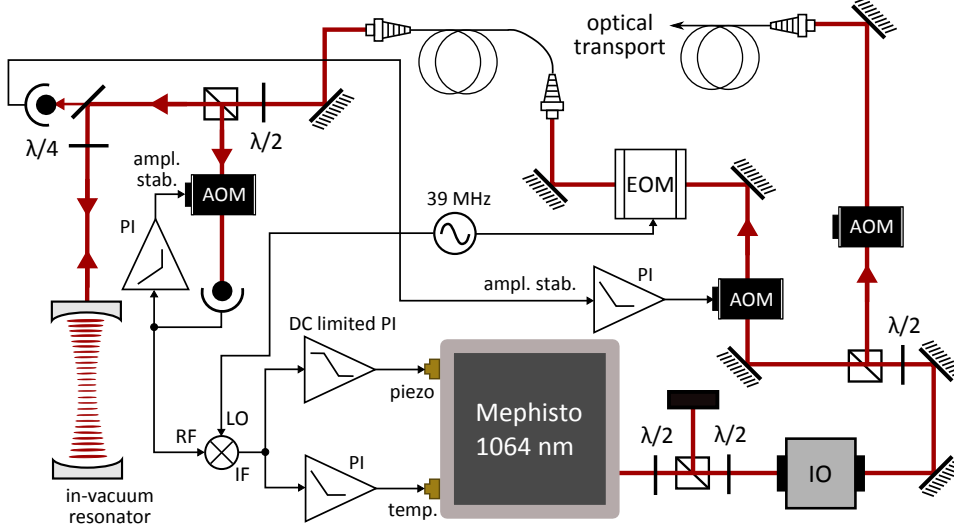 optical
transport
λ/4
λ/2
ampl.
stab.
AOM
EOM
39 MHz
AOM
PI
PI
ampl. stab.
AOM
λ/2
DC limited PI
piezo
LO
RF
IF
Mephisto
1064 nm
λ/2
λ/2
IO
PI
temp.
in-vacuum
resonator